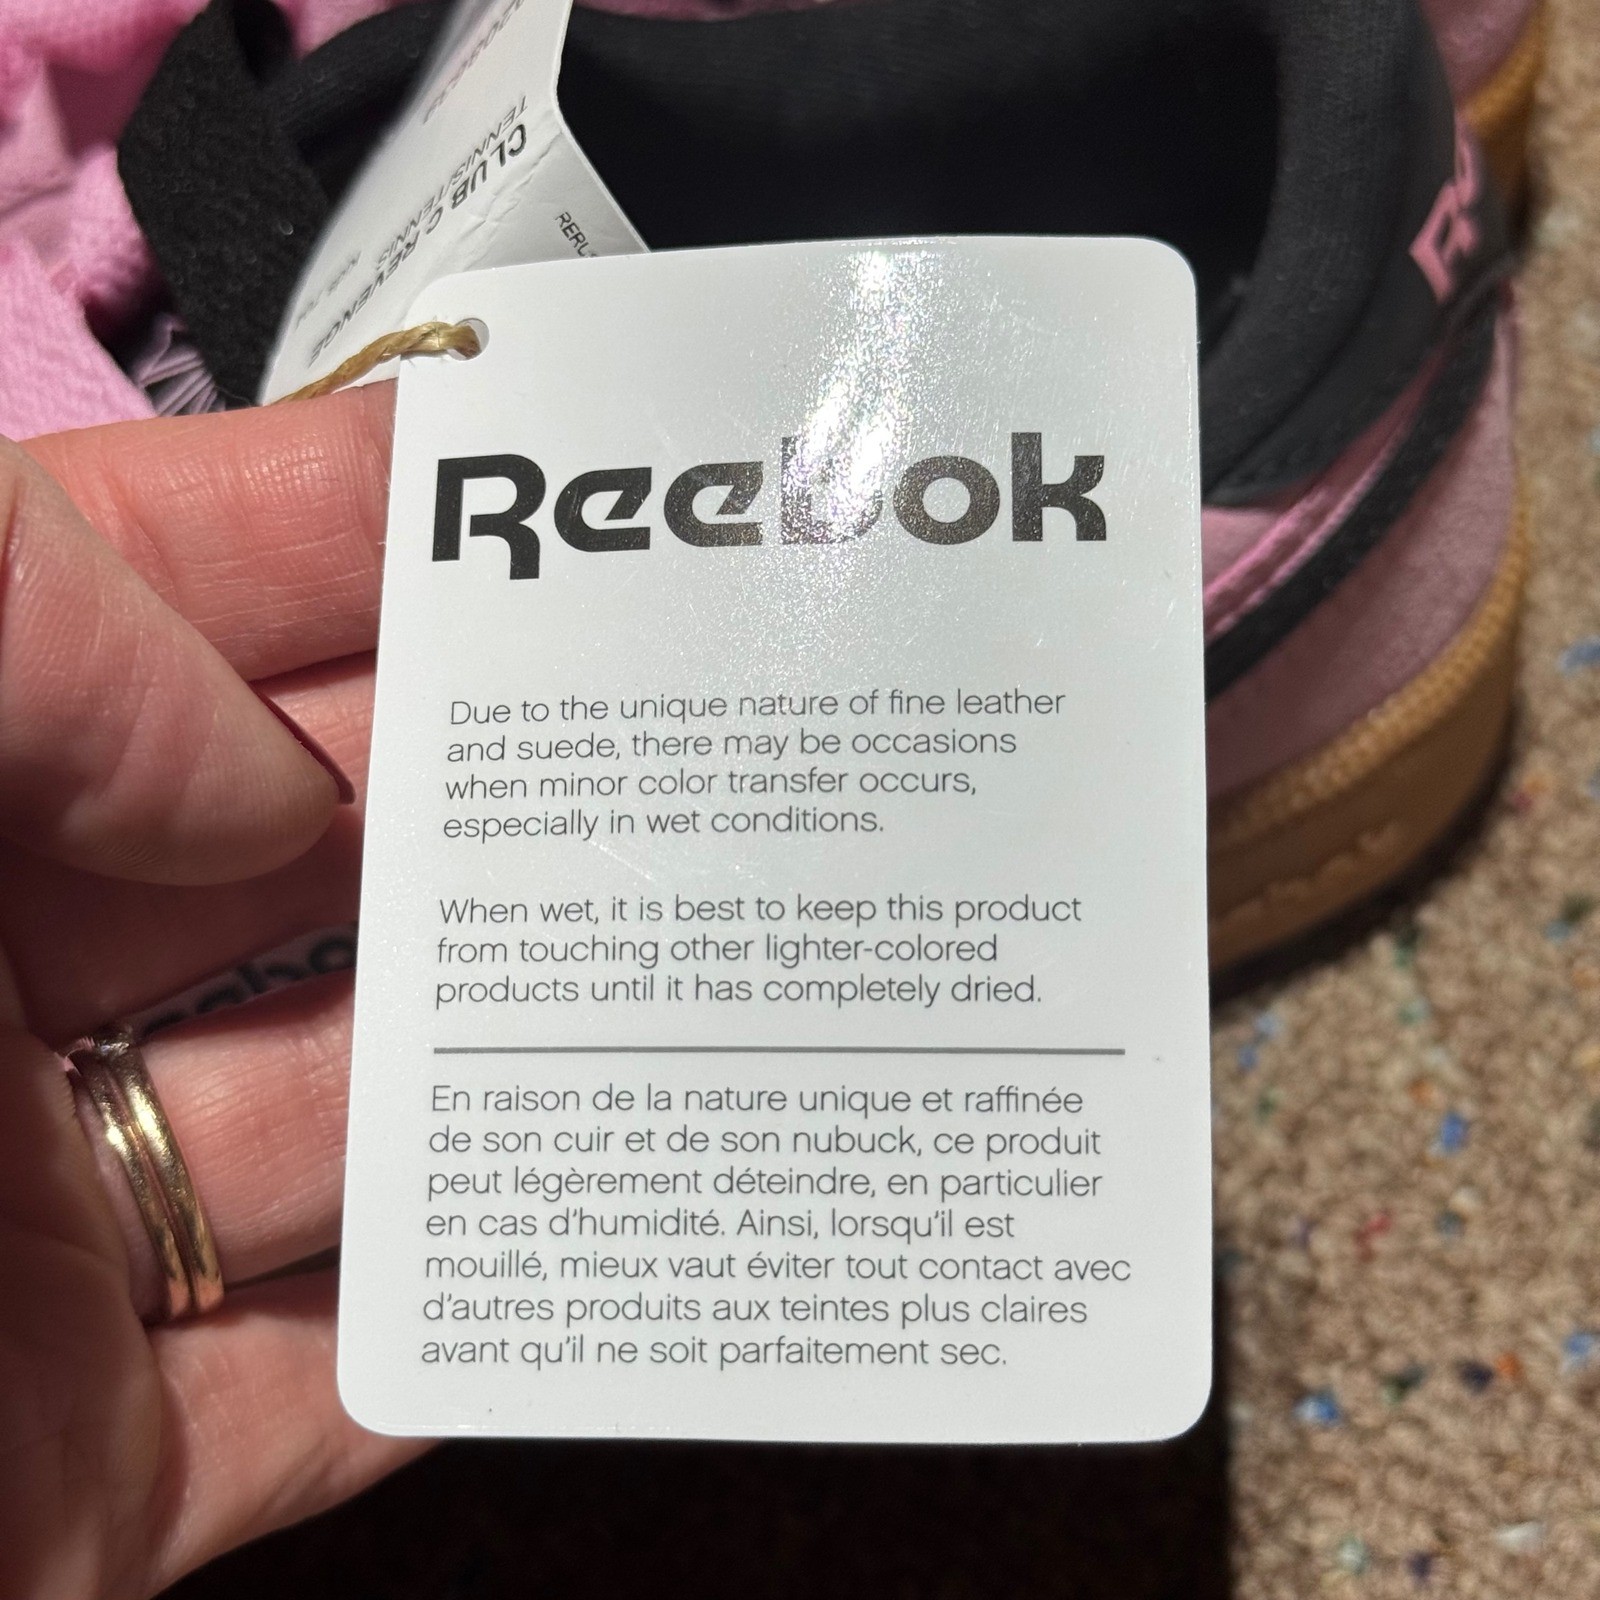 CLUB C REVENGE
TENNIS/TENNIS
Reebok
Due to the unique nature of fine leather
and suede, there may be occasions
when minor color transfer occurs,
especially in wet conditions.
When wet, it is best to keep this product
from touching other lighter-colored
products until it has completely dried.
En raison de la nature unique et raffinée
de son cuir et de son nubuck, ce produit
peut légèrement déteindre, en particulier
en cas d'humidité. Ainsi, lorsqu'il est
mouillé, mieux vaut éviter tout contact avec
d'autres produits aux teintes plus claires
avant qu'il ne soit parfaitement sec.